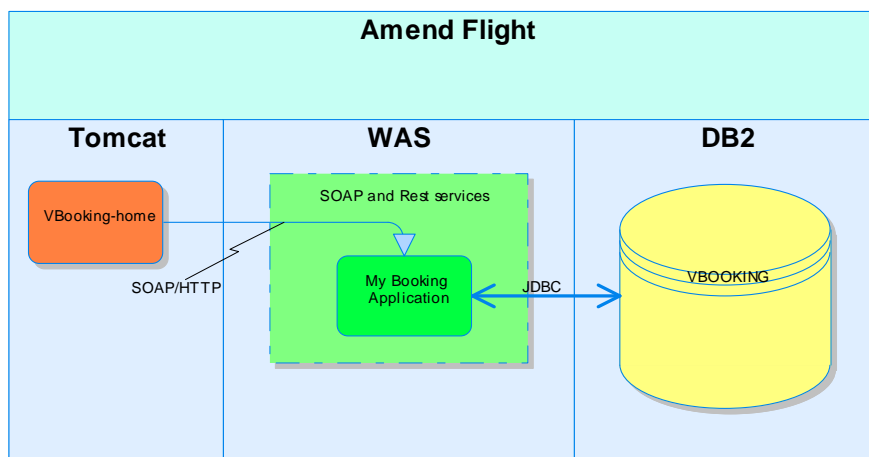 Amend Flight
Tomcat
WAS
DB2
SOAP and Rest services
VBooking-home
SOAP/HTTP
My Booking
Application
JDBC
VBOOKING